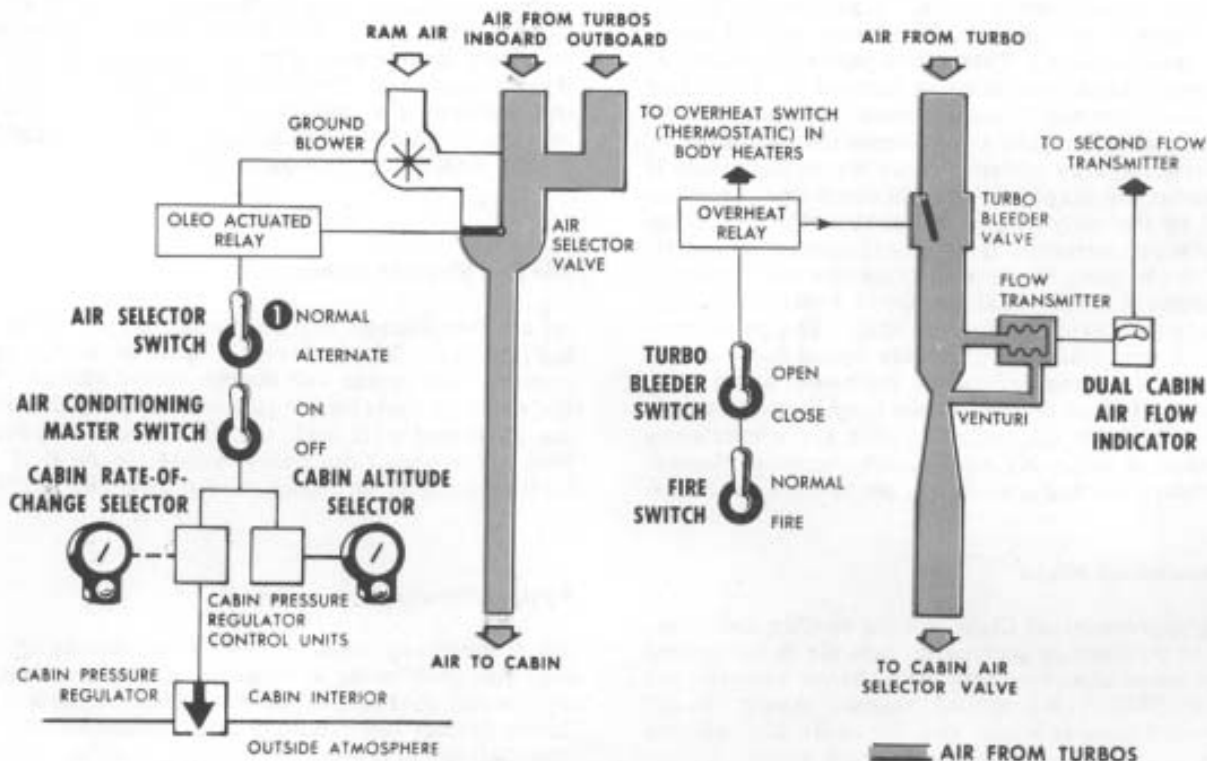 RAM AIR
AIR FROM TURBOS
INBOARD OUTBOARD
GROUND
BLOWER
OLEO ACTUATED
RELAY
AIR
SELECTOR
VALVE
AIR SELECTOR
SWITCH
1 NORMAL
ALTERNATE
AIR CONDITIONING
MASTER SWITCH
ON
OFF
CABIN RATE-OF-
CHANGE SELECTOR
CABIN ALTITUDE
SELECTOR
CABIN PRESSURE
REGULATOR
CONTROL UNITS
AIR TO CABIN
CABIN PRESSURE
REGULATOR
CABIN INTERIOR
OUTSIDE ATMOSPHERE
AIR FROM TURBO
TO OVERHEAT SWITCH
(THERMOSTATIC) IN
BODY HEATERS
TO SECOND FLOW
TRANSMITTER
OVERHEAT
RELAY
TURBO
BLEEDER
VALVE
FLOW
TRANSMITTER
TURBO
BLEEDER
SWITCH
OPEN
CLOSE
VENTURI
DUAL CABIN
AIR FLOW
INDICATOR
FIRE
SWITCH
NORMAL
FIRE
TO CABIN AIR
SELECTOR VALVE
AIR FROM TURBOS